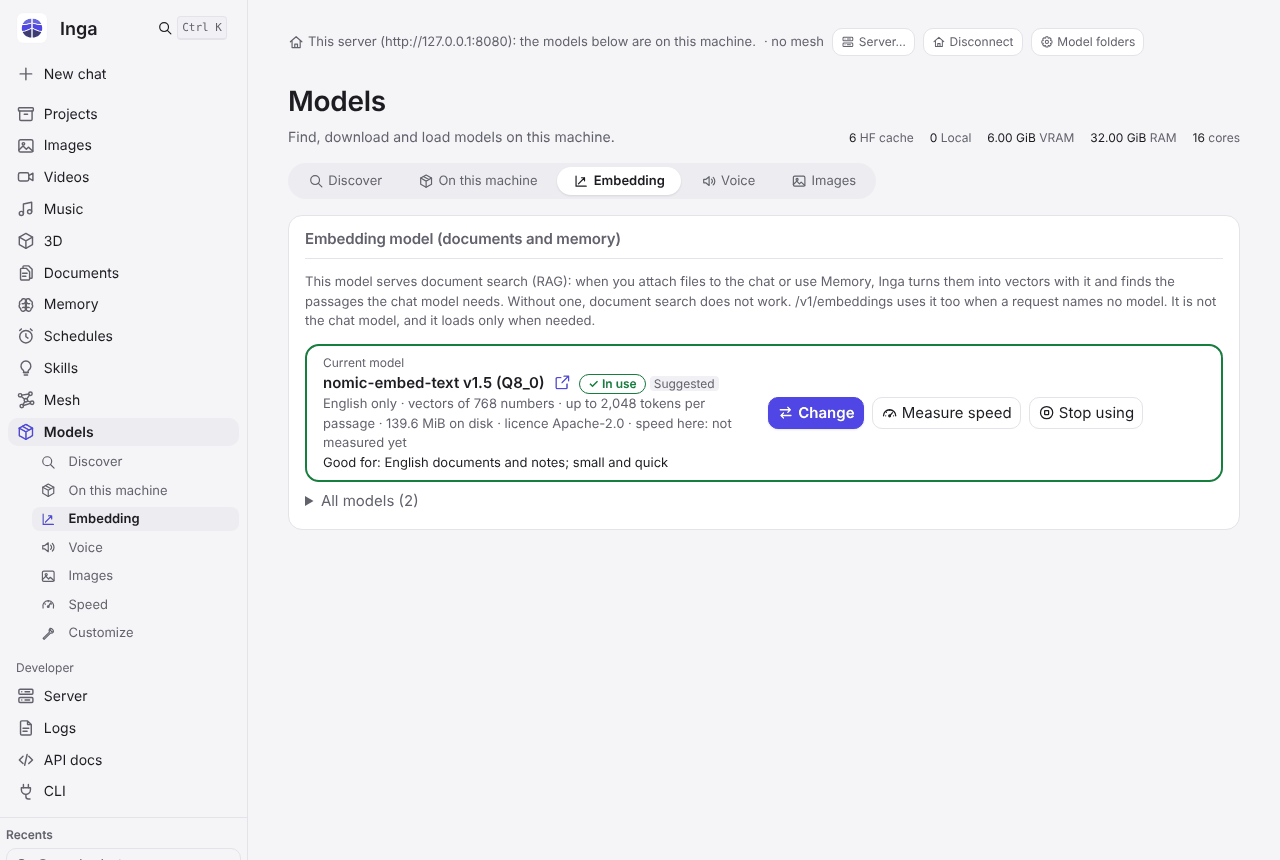 Inga
Ctrl K
New chat
Projects
Images
Videos
Music
3D
Documents
Memory
Schedules
Skills
Mesh
Models
Discover
On this machine
Embedding
Voice
Images
Speed
Customize
Developer
Server
Logs
API docs
CLI
Recents
This server (http://127.0.0.1:8080): the models below are on this machine. · no mesh
Server...
Disconnect
Model folders
Models
Find, download and load models on this machine.
6 HF cache 0 Local 6.00 GiB VRAM 32.00 GiB RAM 16 cores
Discover
On this machine
Embedding
Voice
Images
Embedding model (documents and memory)
This model serves document search (RAG): when you attach files to the chat or use Memory, Inga turns them into vectors with it and finds the
passages the chat model needs. Without one, document search does not work. /v1/embeddings uses it too when a request names no model. It is not
the chat model, and it loads only when needed.
Current model
nomic-embed-text v1.5 (Q8_0) In use Suggested
English only · vectors of 768 numbers · up to 2,048 tokens per
passage · 139.6 MiB on disk · licence Apache-2.0 · speed here: not
measured yet
Good for: English documents and notes; small and quick
Change
Measure speed
Stop using
All models (2)